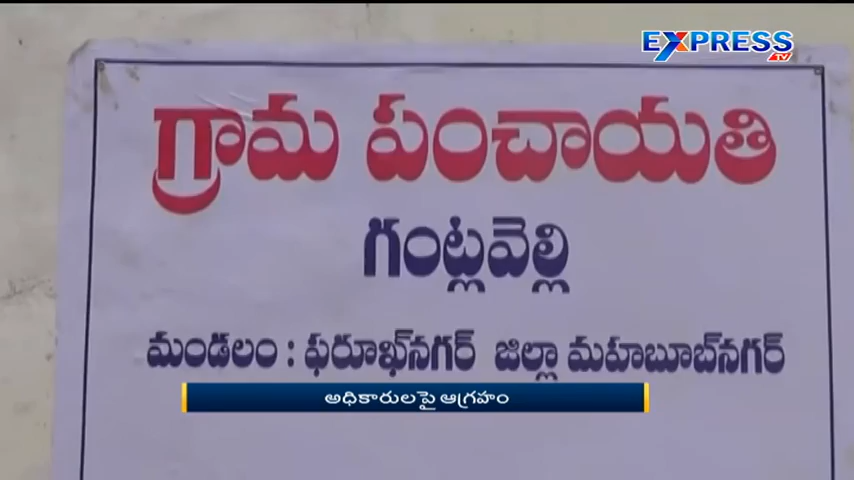 EXPRESS TV
గ్రామ పంచాయతి
గంట్లవెల్లి
మండలం : ఫరూఖ్‌నగర్ జిల్లా మహబూబ్‌నగర్
అధికారులపై ఆగ్రహం